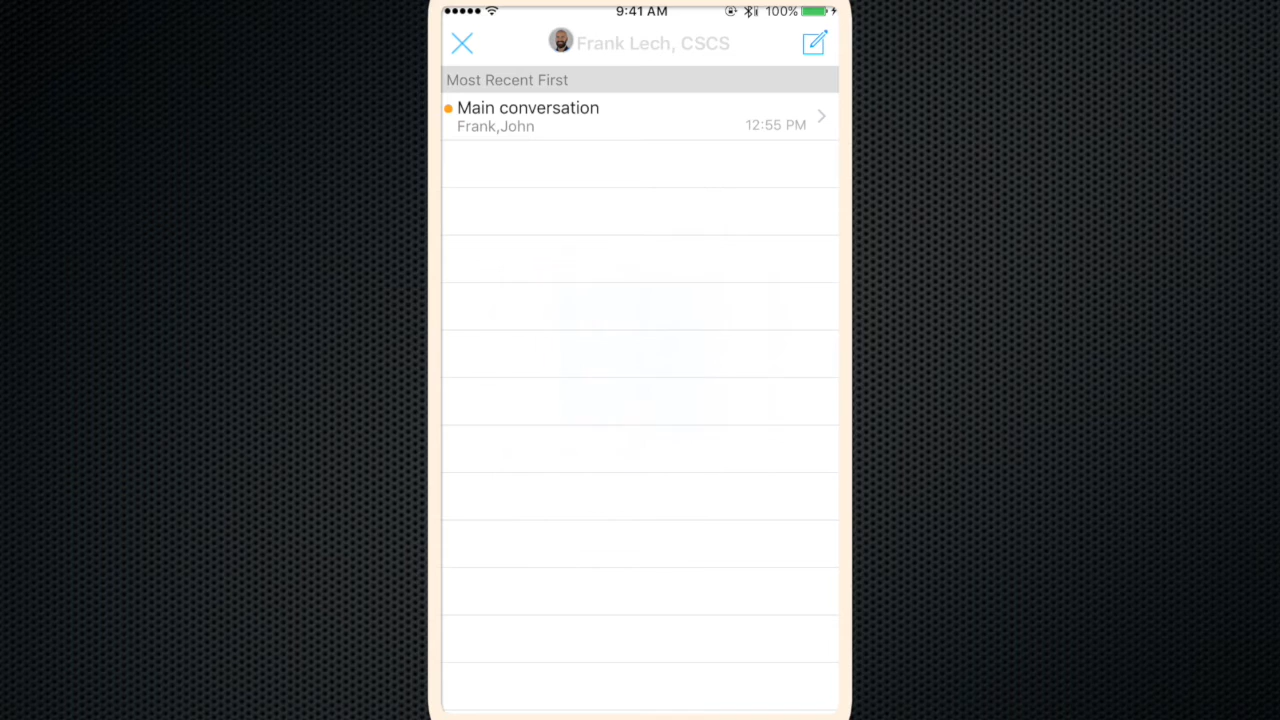 9:41 AM 100%
Frank Lech, CSCS
Most Recent First
Main conversation
Frank,John
12:55 PM